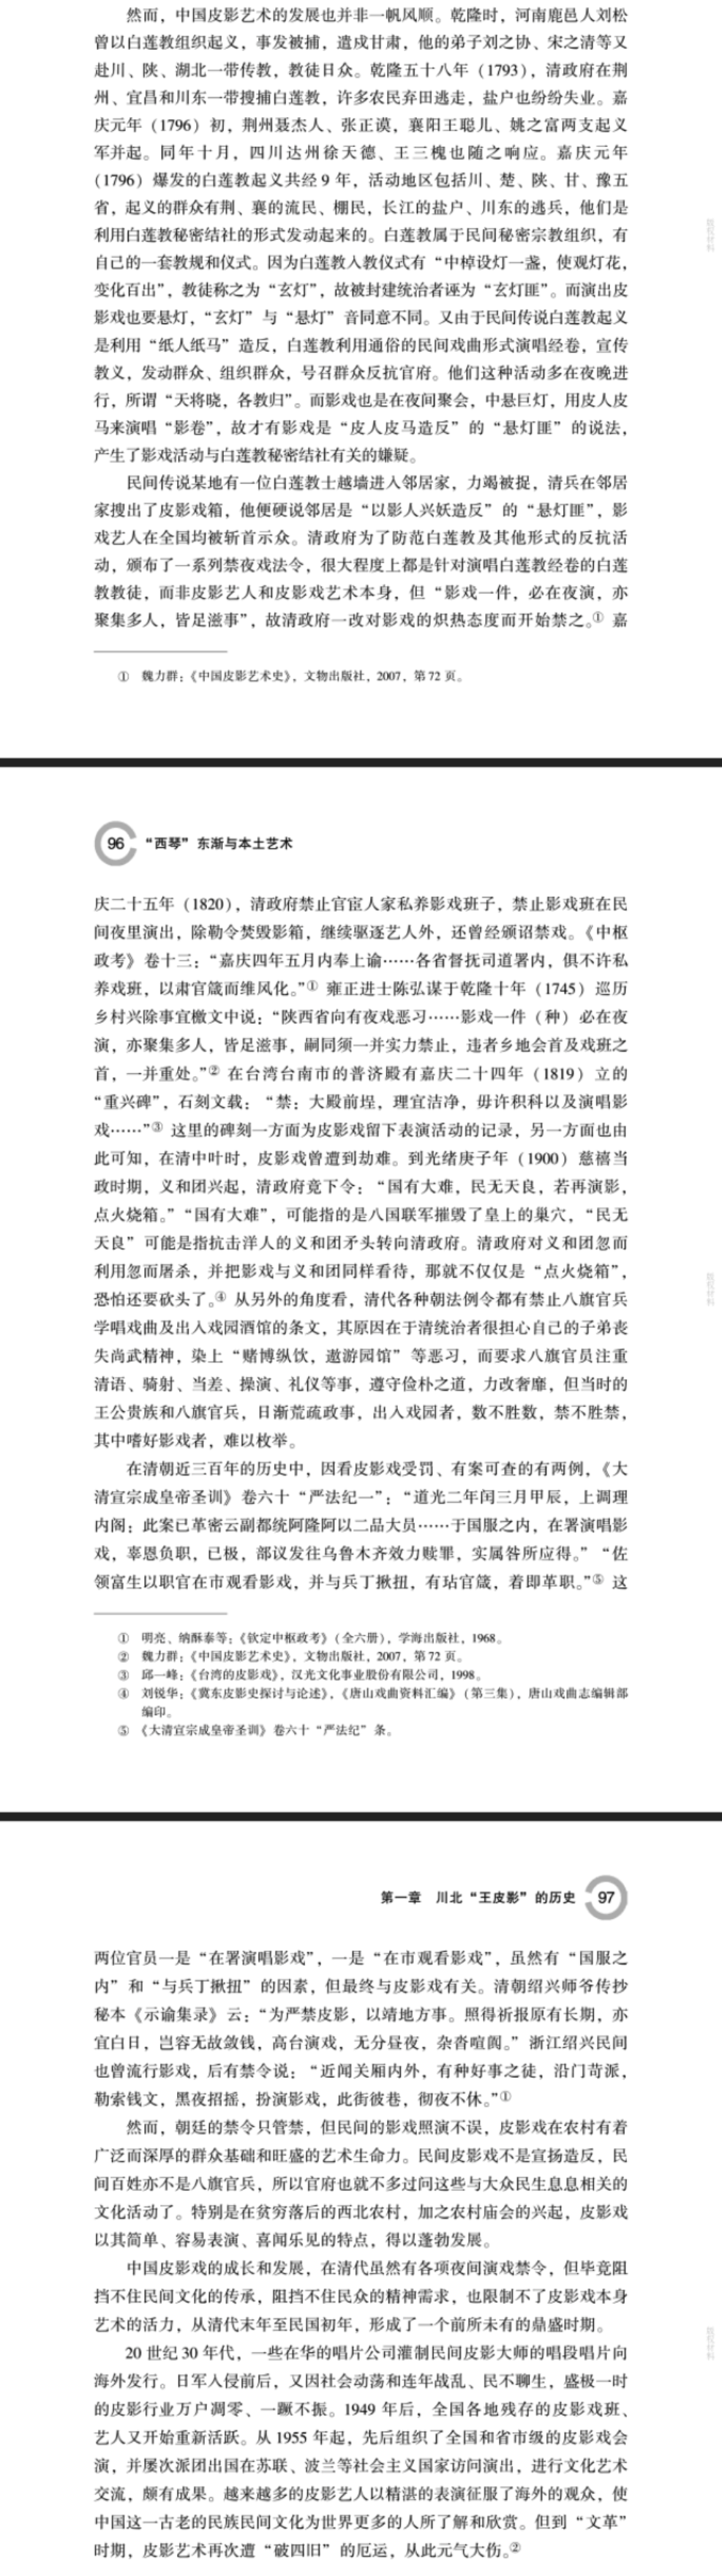 然而，中国皮影艺术的发展也并非一帆风顺。乾隆时，河南鹿邑人刘松
曾以白莲教组织起义，事发被捕，遣戍甘肃，他的弟子刘之协、宋之清等又
赴川、陕、湖北一带传教，教徒日众。乾隆五十八年（1793），清政府在荆
州、宜昌和川东一带搜捕白莲教，许多农民弃田逃走，盐户也纷纷失业。嘉
庆元年（1796）初，荆州聂杰人、张正谟，襄阳王聪儿、姚之富两支起义
军并起。同年十月，四川达州徐天德、王三槐也随之响应。嘉庆元年
（1796）爆发的白莲教起义共经 9 年，活动地区包括川、楚、陕、甘、豫五
省，起义的群众有荆、襄的流民、棚民，长江的盐户、川东的逃兵，他们是
利用白莲教秘密结社的形式发动起来的。白莲教属于民间秘密宗教组织，有
自己的一套教规和仪式。因为白莲教入教仪式有“中棹设灯一盏，使观灯花，
变化百出”，教徒称之为“玄灯”，故被封建统治者诬为“玄灯匪”。而演出皮
影戏也要悬灯，“玄灯”与“悬灯”音同意不同。又由于民间传说白莲教起义
是利用“纸人纸马”造反，白莲教利用通俗的民间戏曲形式演唱经卷，宣传
教义，发动群众、组织群众，号召群众反抗官府。他们这种活动多在夜晚进
行，所谓“天将晓，各教归”。而影戏也是在夜间聚会，中悬巨灯，用皮人皮
马来演唱“影卷”，故才有影戏是“皮人皮马造反”的“悬灯匪”的说法，
产生了影戏活动与白莲教秘密结社有关的嫌疑。
民间传说某地有一位白莲教士越墙进入邻居家，力竭被捉，清兵在邻居
家搜出了皮影戏箱，他便硬说邻居是“以影人兴妖造反”的“悬灯匪”，影
戏艺人在全国均被斩首示众。清政府为了防范白莲教及其他形式的反抗活
动，颁布了一系列禁夜戏法令，很大程度上都是针对演唱白莲教经卷的白莲
教教徒，而非皮影艺人和皮影戏艺术本身，但“影戏一件，必在夜演，亦
聚集多人，皆足滋事”，故清政府一改对影戏的炽热态度而开始禁之。① 嘉
① 魏力群：《中国皮影艺术史》，文物出版社，2007，第 72 页。
96 “西琴”东渐与本土艺术
庆二十五年（1820），清政府禁止官宦人家私养影戏班子，禁止影戏班在民
间夜里演出，除勒令焚毁影箱，继续驱逐艺人外，还曾经颁诏禁戏。《中枢
政考》卷十三：“嘉庆四年五月内奉上谕……各省督抚司道署内，俱不许私
养戏班，以肃官箴而维风化。”① 雍正进士陈弘谋于乾隆十年（1745）巡历
乡村兴除事宜檄文中说：“陕西省向有夜戏恶习……影戏一件（种）必在夜
演，亦聚集多人，皆足滋事，嗣同须一并实力禁止，违者乡地会首及戏班之
首，一并重处。”② 在台湾台南市的普济殿有嘉庆二十四年（1819）立的
“重兴碑”，石刻文载：“禁：大殿前埕，理宜洁净，毋许积科以及演唱影
戏……”③ 这里的碑刻一方面为皮影戏留下表演活动的记录，另一方面也由
此可知，在清中叶时，皮影戏曾遭到劫难。到光绪庚子年（1900）慈禧当
政时期，义和团兴起，清政府竟下令：“国有大难，民无天良，若再演影，
点火烧箱。”“国有大难”，可能指的是八国联军摧毁了皇上的巢穴，“民无
天良”可能是指抗击洋人的义和团矛头转向清政府。清政府对义和团忽而
利用忽而屠杀，并把影戏与义和团同样看待，那就不仅仅是“点火烧箱”，
恐怕还要砍头了。④ 从另外的角度看，清代各种朝法例令都有禁止八旗官兵
学唱戏曲及出入戏园酒馆的条文，其原因在于清统治者很担心自己的子弟丧
失尚武精神，染上“赌博纵饮，遨游园馆”等恶习，而要求八旗官员注重
清语、骑射、当差、操演、礼仪等事，遵守俭朴之道，力改奢靡，但当时的
王公贵族和八旗官兵，日渐荒疏政事，出入戏园者，数不胜数，禁不胜禁，
其中嗜好影戏者，难以枚举。
在清朝近三百年的历史中，因看皮影戏受罚、有案可查的有两例，《大
清宣宗成皇帝圣训》卷六十“严法纪一”：“道光二年闰三月甲辰，上调理
内阁：此案已革密云副都统阿隆阿以二品大员……于国服之内，在署演唱影
戏，辜恩负职，已极，部议发往乌鲁木齐效力赎罪，实属咎所应得。”“佐
领富生以职官在市观看影戏，并与兵丁揪扭，有玷官箴，着即革职。”⑤ 这
① 明亮、纳酥泰等：《钦定中枢政考》（全六册），学海出版社，1968。
② 魏力群：《中国皮影艺术史》，文物出版社，2007，第 72 页。
③ 邱一峰：《台湾的皮影戏》，汉光文化事业股份有限公司，1998。
④ 刘锐华：《冀东皮影史探讨与论述》，《唐山戏曲资料汇编》（第三集），唐山戏曲志编辑部
编印。
⑤ 《大清宣宗成皇帝圣训》卷六十“严法纪”条。
第一章 川北“王皮影”的历史 97
两位官员一是“在署演唱影戏”，一是“在市观看影戏”，虽然有“国服之
内”和“与兵丁揪扭”的因素，但最终与皮影戏有关。清朝绍兴师爷传抄
秘本《示谕集录》云：“为严禁皮影，以靖地方事。照得祈报原有长期，亦
宜白日，岂容无故敛钱，高台演戏，无分昼夜，杂沓喧阗。”浙江绍兴民间
也曾流行影戏，后有禁令说：“近闻关厢内外，有种好事之徒，沿门苛派，
勒索钱文，黑夜招摇，扮演影戏，此街彼巷，彻夜不休。”①
然而，朝廷的禁令只管禁，但民间的影戏照演不误，皮影戏在农村有着
广泛而深厚的群众基础和旺盛的艺术生命力。民间皮影戏不是宣扬造反，民
间百姓亦不是八旗官兵，所以官府也就不多过问这些与大众民生息息相关的
文化活动了。特别是在贫穷落后的西北农村，加之农村庙会的兴起，皮影戏
以其简单、容易表演、喜闻乐见的特点，得以蓬勃发展。
中国皮影戏的成长和发展，在清代虽然有各项夜间演戏禁令，但毕竟阻
挡不住民间文化的传承，阻挡不住民众的精神需求，也限制不了皮影戏本身
艺术的活力，从清代末年至民国初年，形成了一个前所未有的鼎盛时期。
20 世纪 30 年代，一些在华的唱片公司灌制民间皮影大师的唱段唱片向
海外发行。日军入侵前后，又因社会动荡和连年战乱、民不聊生，盛极一时
的皮影行业万户凋零、一蹶不振。1949 年后，全国各地残存的皮影戏班、
艺人又开始重新活跃。从 1955 年起，先后组织了全国和省市级的皮影戏会
演，并屡次派团出国在苏联、波兰等社会主义国家访问演出，进行文化艺术
交流，颇有成果。越来越多的皮影艺人以精湛的表演征服了海外的观众，使
中国这一古老的民族民间文化为世界更多的人所了解和欣赏。但到“文革”
时期，皮影艺术再次遭“破四旧”的厄运，从此元气大伤。②